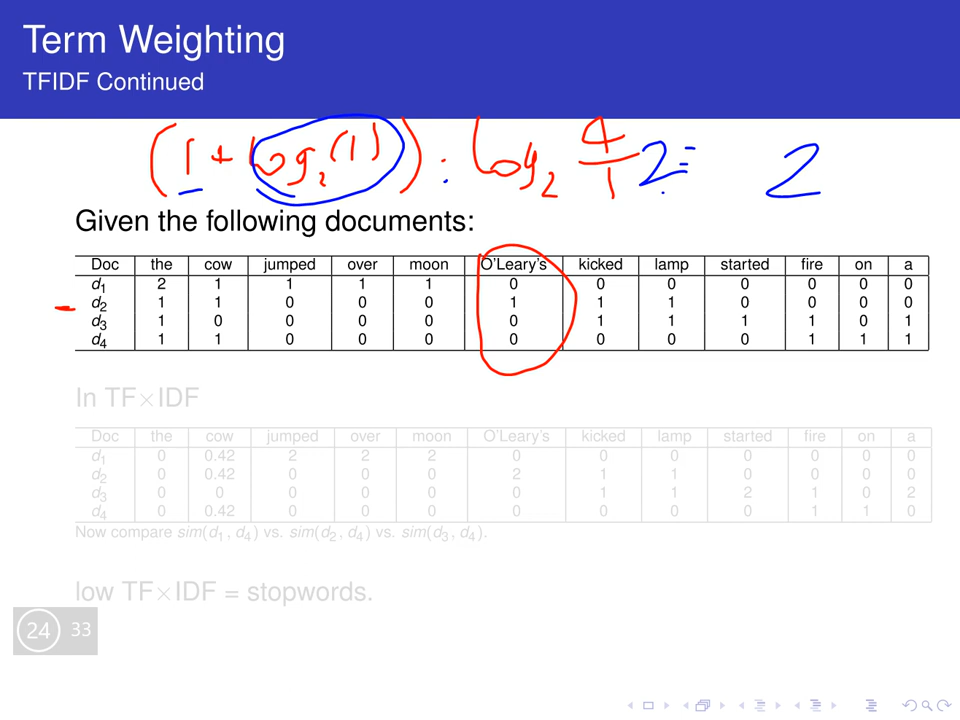 Term Weighting
TFIDF Continued
(1 + log₂(1)) · log₂ 4/1 2 = 2
Given the following documents:
Doc the cow jumped over moon O'Leary's kicked lamp started fire on a
d₁ 2 1 1 1 1 0 0 0 0 0 0 0
d₂ 1 1 0 0 0 1 1 1 0 0 0 0
d₃ 1 0 0 0 0 0 1 1 1 1 0 1
d₄ 1 1 0 0 0 0 0 0 0 1 1 1
In TF×IDF
Doc the cow jumped over moon O'Leary's kicked lamp started fire on a
d₁ 0 0.42 2 2 2 0 0 0 0 0 0 0
d₂ 0 0.42 0 0 0 2 1 1 0 0 0 0
d₃ 0 0 0 0 0 0 1 1 2 1 0 2
d₄ 0 0.42 0 0 0 0 0 0 0 1 1 0
Now compare sim(d₁, d₄) vs. sim(d₂, d₄) vs. sim(d₃, d₄).
low TF×IDF = stopwords.
24 33